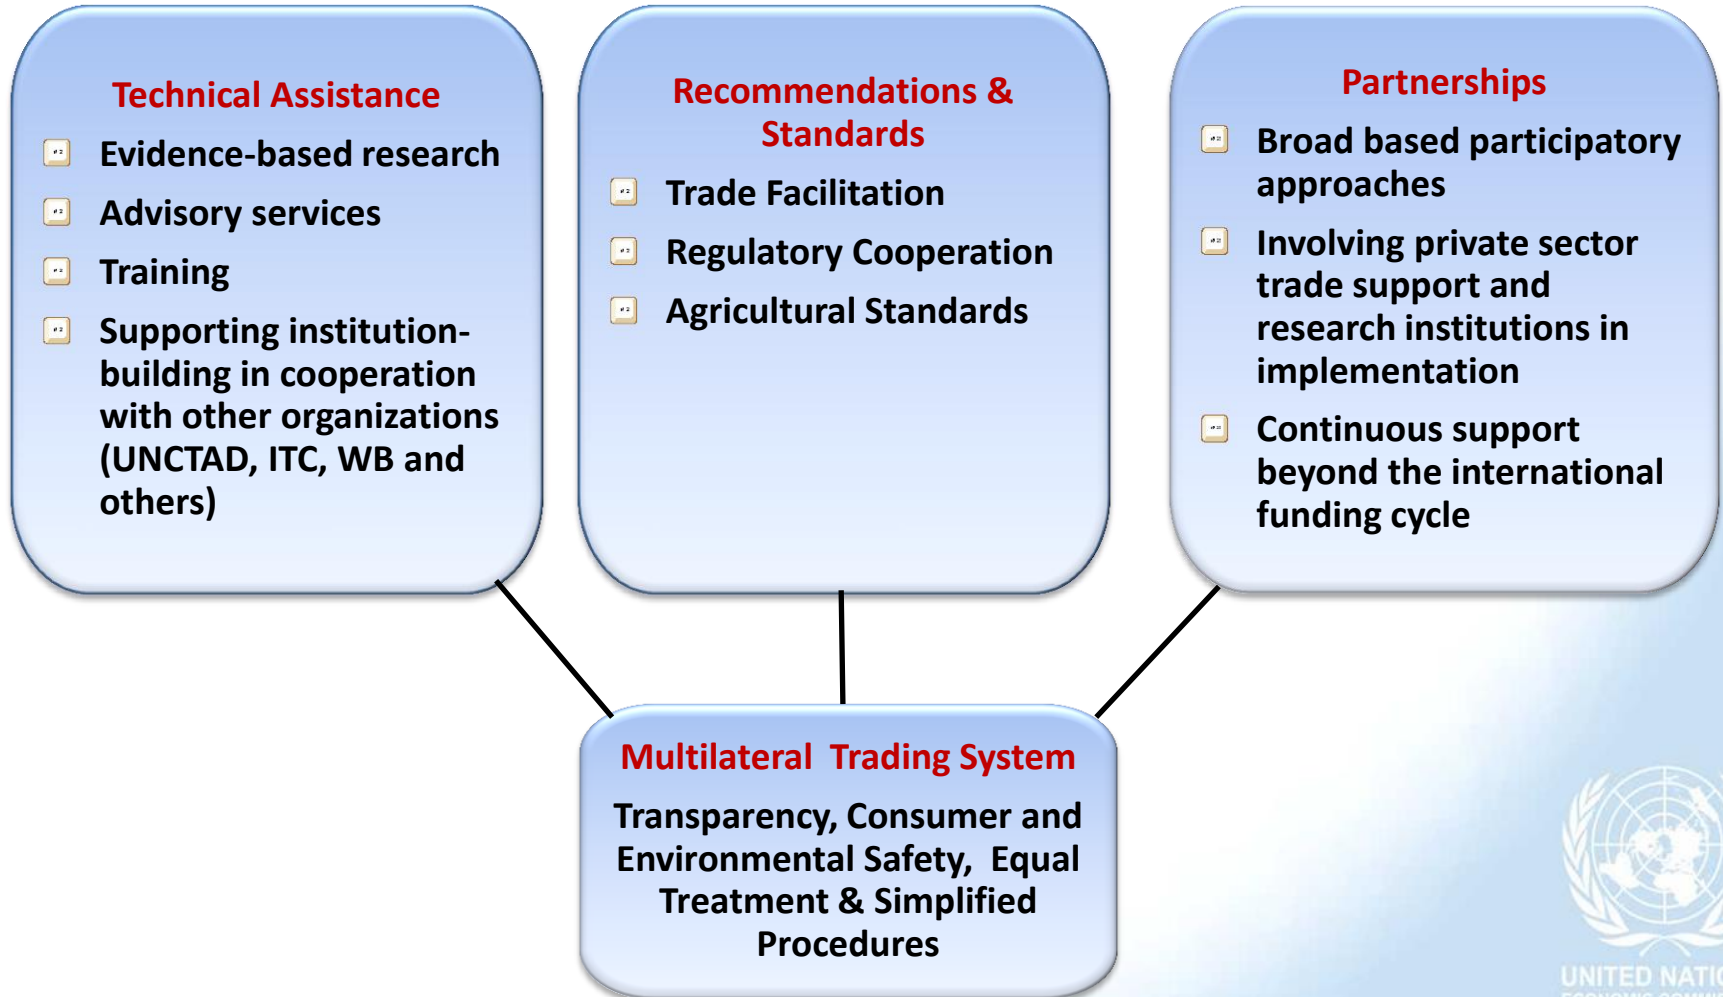 Technical Assistance
Evidence-based research
Advisory services
Training
Supporting institution-
building in cooperation
with other organizations
(UNCTAD, ITC, WB and
others)
Recommendations &
Standards
Trade Facilitation
Regulatory Cooperation
Agricultural Standards
Partnerships
Broad based participatory
approaches
Involving private sector
trade support and
research institutions in
implementation
Continuous support
beyond the international
funding cycle
Multilateral Trading System
Transparency, Consumer and
Environmental Safety, Equal
Treatment & Simplified
Procedures
UNITED